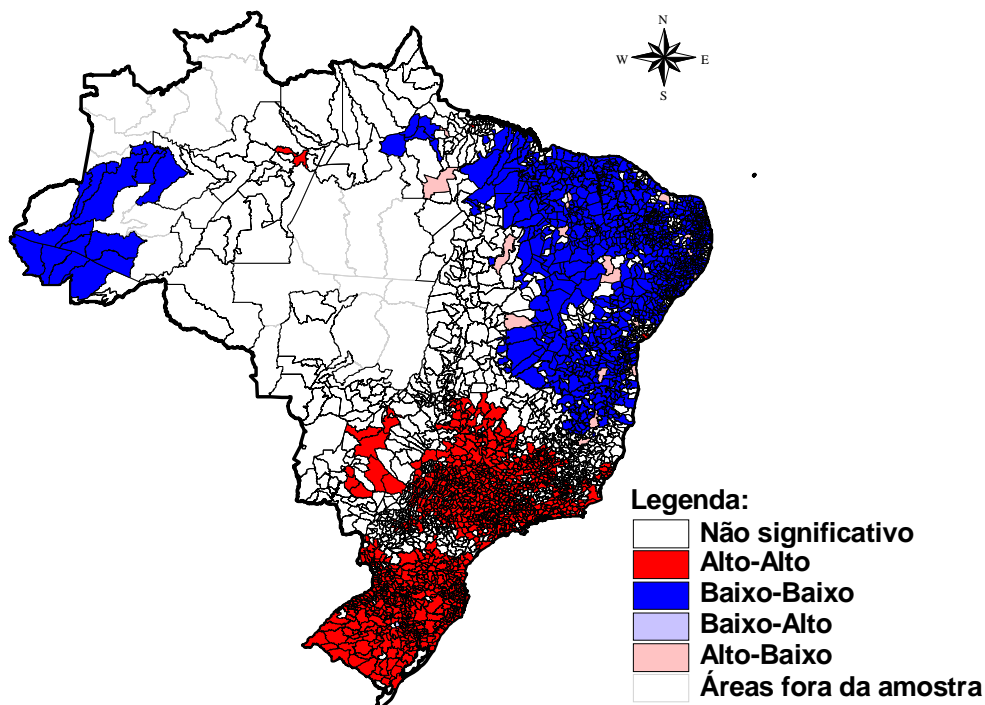 N
W E
S
Legenda:
Não significativo
Alto-Alto
Baixo-Baixo
Baixo-Alto
Alto-Baixo
Áreas fora da amostra